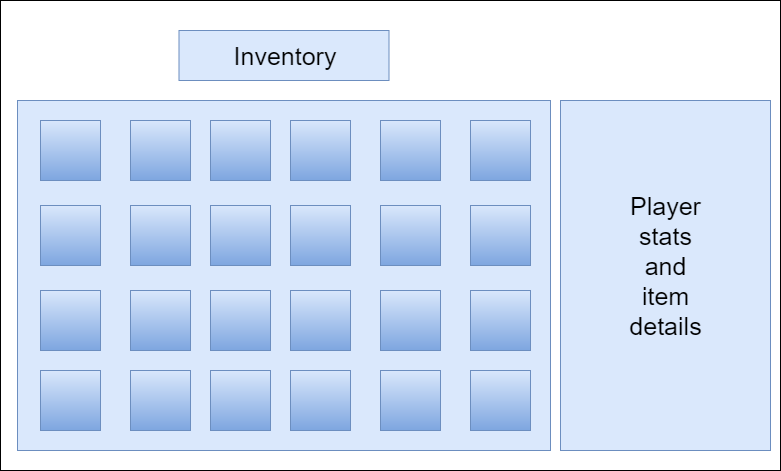 Inventory
Player
stats
and
item
details